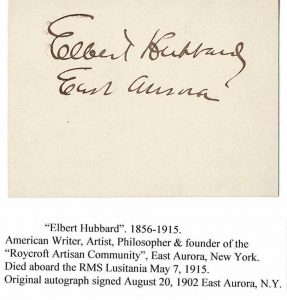 Elbert Hubbard
East Aurora
"Elbert Hubbard". 1856-1915.
American Writer, Artist, Philosopher & founder of the
"Roycroft Artisan Community", East Aurora, New York.
Died aboard the RMS Lusitania May 7, 1915.
Original autograph signed August 20, 1902 East Aurora, N.Y.